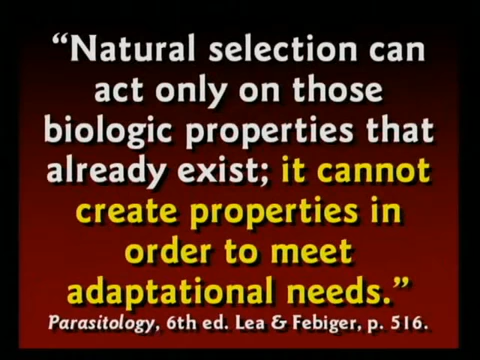 “Natural selection can
act only on those
biologic properties that
already exist; it cannot
create properties in
order to meet
adaptational needs.”
Parasitology, 6th ed. Lea & Febiger, p. 516.